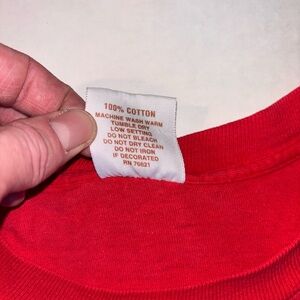 100% COTTON
MACHINE WASH WARM
TUMBLE DRY
LOW SETTING
DO NOT BLEACH
DO NOT DRY CLEAN
DO NOT IRON
IF DECORATED
RN 76621